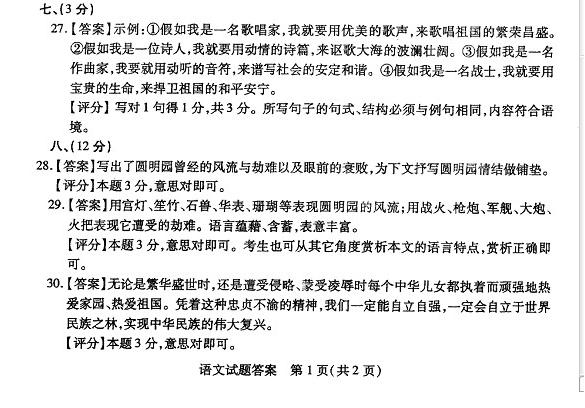 七、(3 分)
27.【答案】示例:①假如我是一名歌唱家,我就要用优美的歌声,来歌唱祖国的繁荣昌盛。
②假如我是一位诗人,我就要用动情的诗篇,来讴歌大海的波澜壮阔。③假如我是一名
作曲家,我要就用动听的音符,来谱写社会的安定和谐。④假如我是一名战士,我就要用
宝贵的生命,来捍卫祖国的和平安宁。
【评分】 写对 1 句得 1 分,共 3 分。所写句子的句式、结构必须与例句相同,内容符合语
境。
八、(12 分)
28.【答案】写出了圆明园曾经的风流与劫难以及眼前的衰败,为下文抒写圆明园情结做铺垫。
【评分】本题 3 分,意思对即可。
29.【答案】用宫灯、笙竹、石兽、华表、珊瑚等表现圆明园的风流;用战火、枪炮、军舰、大炮、
火把表现它遭受的劫难。语言蕴藉、含蓄,表意丰富。
【评分】本题 3 分,意思对即可。考生也可从其它角度赏析本文的语言特点,赏析正确即
可。
30.【答案】无论是繁华盛世时,还是遭受侵略、蒙受凌辱时每个中华儿女都执着而顽强地热
爱家园、热爱祖国。凭着这种忠贞不渝的精神,我们一定能自立自强,一定会自立于世界
民族之林,实现中华民族的伟大复兴。
【评分】本题 3 分,意思对即可。
语文试题答案 第 1 页(共 2 页)